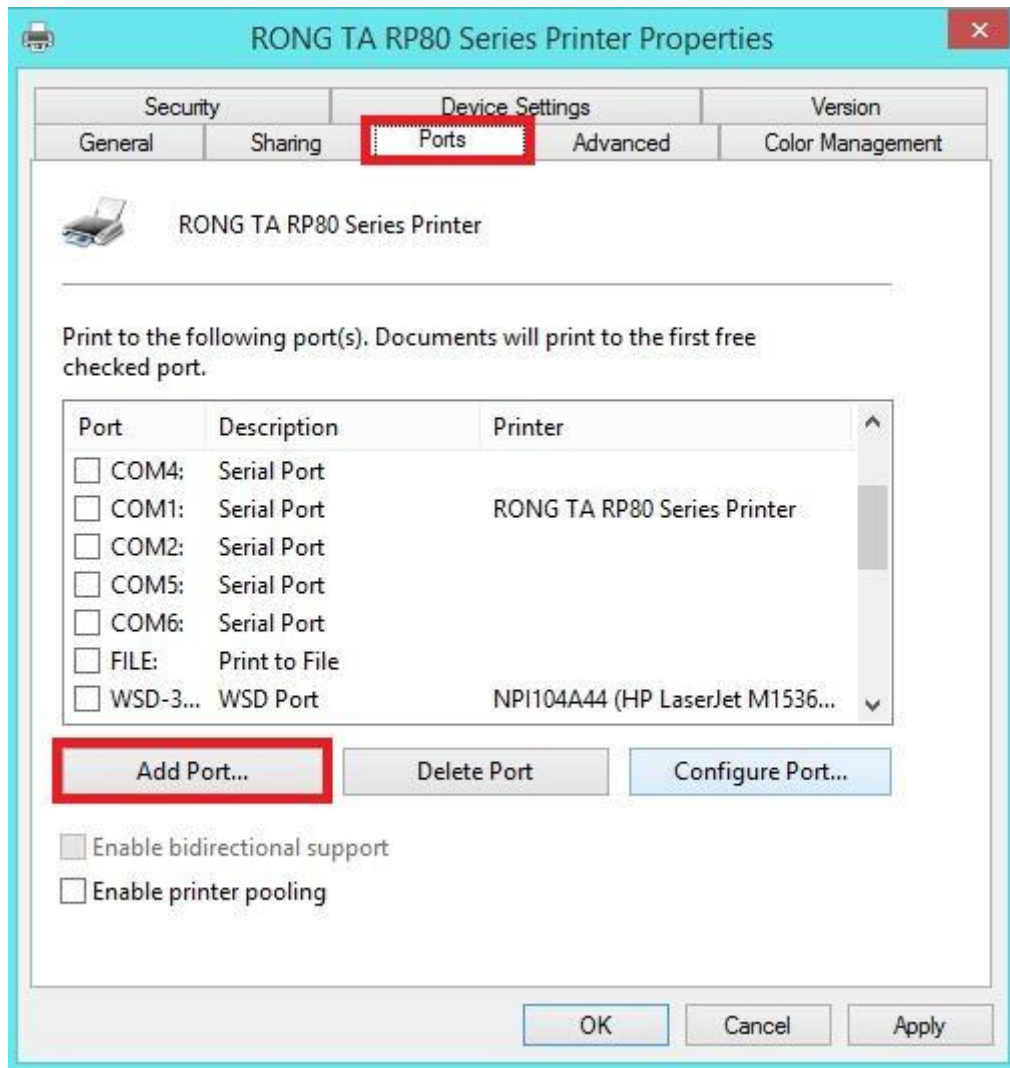 RONG TA RP80 Series Printer Properties
Security Device Settings Version
General Sharing Ports Advanced Color Management
RONG TA RP80 Series Printer
Print to the following port(s). Documents will print to the first free
checked port.
Port Description Printer
COM4: Serial Port
COM1: Serial Port RONG TA RP80 Series Printer
COM2: Serial Port
COM5: Serial Port
COM6: Serial Port
FILE: Print to File
WSD-3... WSD Port NPI104A44 (HP LaserJet M1536...
Add Port... Delete Port Configure Port...
Enable bidirectional support
Enable printer pooling
OK Cancel Apply